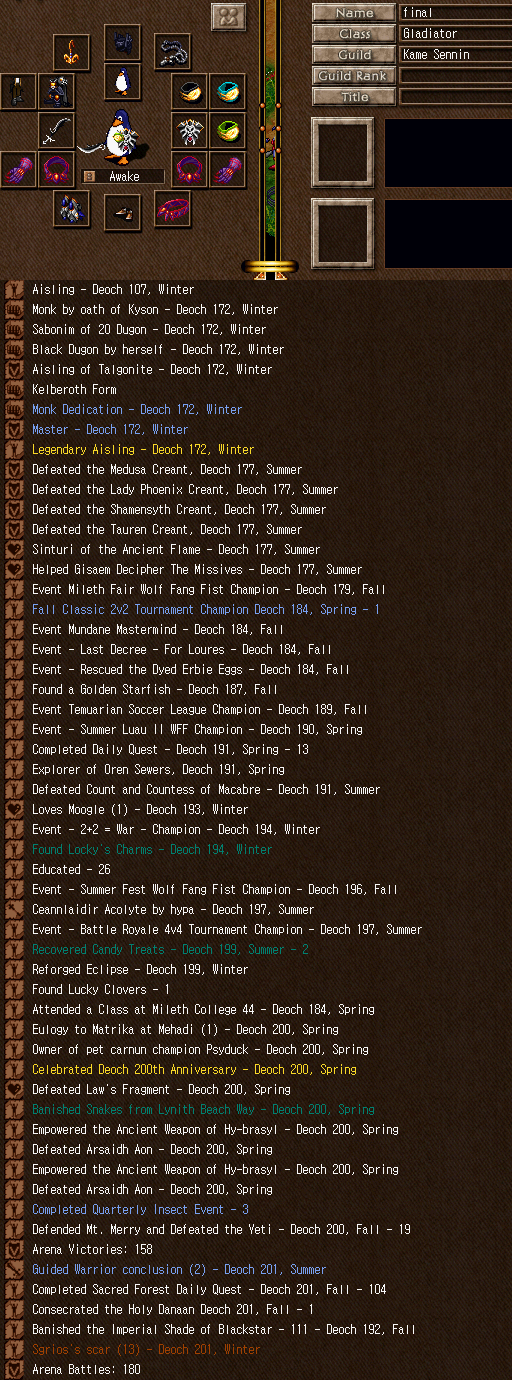 Name final
Class Gladiator
Guild Kame Sennin
Guild Rank
Title
Awake
Aisling - Deoch 107, Winter
Monk by oath of Kyson - Deoch 172, Winter
Sabonim of 20 Dugon - Deoch 172, Winter
Black Dugon by herself - Deoch 172, Winter
Aisling of Talgonite - Deoch 172, Winter
Kelberoth Form
Monk Dedication - Deoch 172, Winter
Master - Deoch 172, Winter
Legendary Aisling - Deoch 172, Winter
Defeated the Medusa Creant, Deoch 177, Summer
Defeated the Lady Phoenix Creant, Deoch 177, Summer
Defeated the Shamensyth Creant, Deoch 177, Summer
Defeated the Tauren Creant, Deoch 177, Summer
Sinturi of the Ancient Flame - Deoch 177, Summer
Helped Gisaem Decipher The Missives - Deoch 177, Summer
Event Mileth Fair Wolf Fang Fist Champion - Deoch 179, Fall
Fall Classic 2v2 Tournament Champion Deoch 184, Spring - 1
Event Mundane Mastermind - Deoch 184, Fall
Event - Last Decree - For Loures - Deoch 184, Fall
Event - Rescued the Dyed Erbie Eggs - Deoch 184, Fall
Found a Golden Starfish - Deoch 187, Fall
Event Temuarian Soccer League Champion - Deoch 189, Fall
Event - Summer Luau II WFF Champion - Deoch 190, Spring
Completed Daily Quest - Deoch 191, Spring - 13
Explorer of Oren Sewers, Deoch 191, Spring
Defeated Count and Countess of Macabre - Deoch 191, Summer
Loves Moogle (1) - Deoch 193, Winter
Event - 2+2 = War - Champion - Deoch 194, Winter
Found Locky's Charms - Deoch 194, Winter
Educated - 26
Event - Summer Fest Wolf Fang Fist Champion - Deoch 196, Fall
Ceannlaidir Acolyte by hypa - Deoch 197, Summer
Event - Battle Royale 4v4 Tournament Champion - Deoch 197, Summer
Recovered Candy Treats - Deoch 199, Summer - 2
Reforged Eclipse - Deoch 199, Winter
Found Lucky Clovers - 1
Attended a Class at Mileth College 44 - Deoch 184, Spring
Eulogy to Matrika at Mehadi (1) - Deoch 200, Spring
Owner of pet carnun champion Psyduck - Deoch 200, Spring
Celebrated Deoch 200th Anniversary - Deoch 200, Spring
Defeated Law's Fragment - Deoch 200, Spring
Banished Snakes from Lynith Beach Way - Deoch 200, Spring
Empowered the Ancient Weapon of Hy-brasyl - Deoch 200, Spring
Defeated Arsaidh Aon - Deoch 200, Spring
Empowered the Ancient Weapon of Hy-brasyl - Deoch 200, Spring
Defeated Arsaidh Aon - Deoch 200, Spring
Completed Quarterly Insect Event - 3
Defended Mt. Merry and Defeated the Yeti - Deoch 200, Fall - 19
Arena Victories: 158
Guided Warrior conclusion (2) - Deoch 201, Summer
Completed Sacred Forest Daily Quest - Deoch 201, Fall - 104
Consecrated the Holy Danaan Deoch 201, Fall - 1
Banished the Imperial Shade of Blackstar - 111 - Deoch 192, Fall
Sgrios's scar (13) - Deoch 201, Winter
Arena Battles: 180